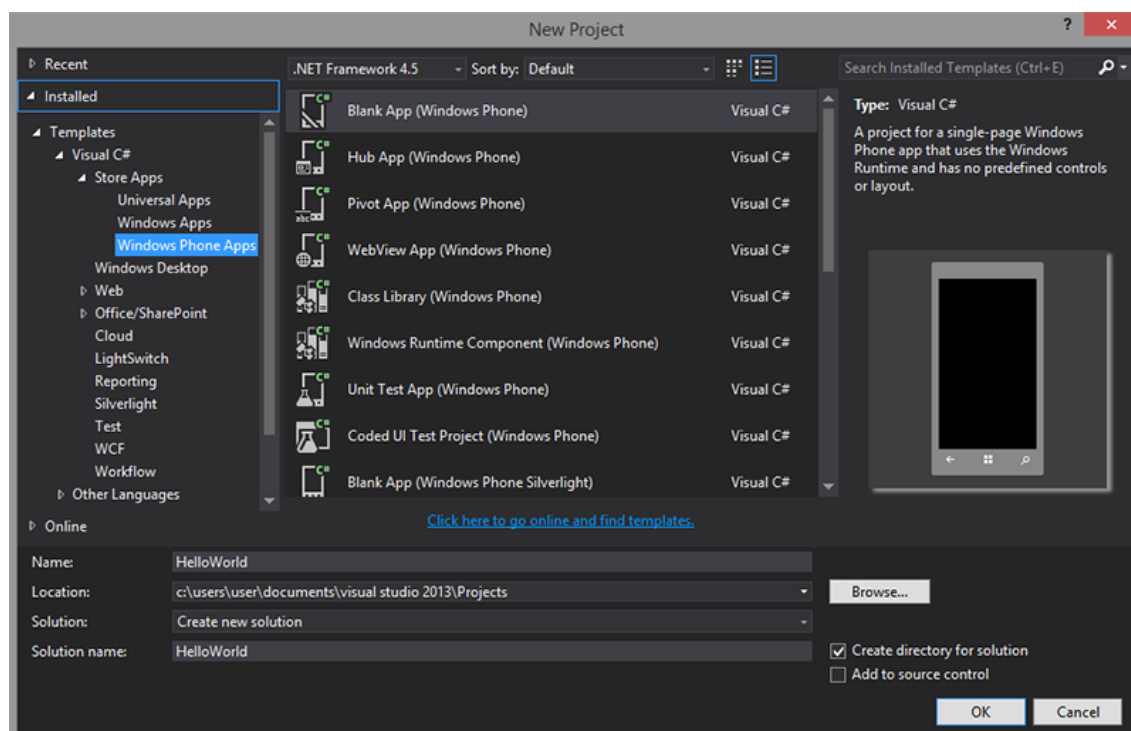 New Project
?
Recent
.NET Framework 4.5
Sort by: Default
Search Installed Templates (Ctrl+E)
Installed
Templates
Visual C#
Store Apps
Universal Apps
Windows Apps
Windows Phone Apps
Windows Desktop
Web
Office/SharePoint
Cloud
LightSwitch
Reporting
Silverlight
Test
WCF
Workflow
Other Languages
Online
Blank App (Windows Phone) Visual C#
Hub App (Windows Phone) Visual C#
Pivot App (Windows Phone) Visual C#
WebView App (Windows Phone) Visual C#
Class Library (Windows Phone) Visual C#
Windows Runtime Component (Windows Phone) Visual C#
Unit Test App (Windows Phone) Visual C#
Coded UI Test Project (Windows Phone) Visual C#
Blank App (Windows Phone Silverlight) Visual C#
Click here to go online and find templates.
Type: Visual C#
A project for a single-page Windows
Phone app that uses the Windows
Runtime and has no predefined controls
or layout.
Name: HelloWorld
Location: c:\users\user\documents\visual studio 2013\Projects
Browse...
Solution: Create new solution
Solution name: HelloWorld
Create directory for solution
Add to source control
OK
Cancel